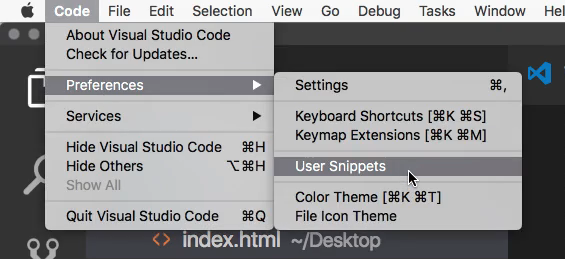 Code File Edit Selection View Go Debug Tasks Window
About Visual Studio Code
Check for Updates...
Preferences
Services
Hide Visual Studio Code ⌘H
Hide Others ⌥⌘H
Show All
Quit Visual Studio Code ⌘Q
Settings ⌘,
Keyboard Shortcuts [⌘K ⌘S]
Keymap Extensions [⌘K ⌘M]
User Snippets
Color Theme [⌘K ⌘T]
File Icon Theme
<> index.html ~/Desktop